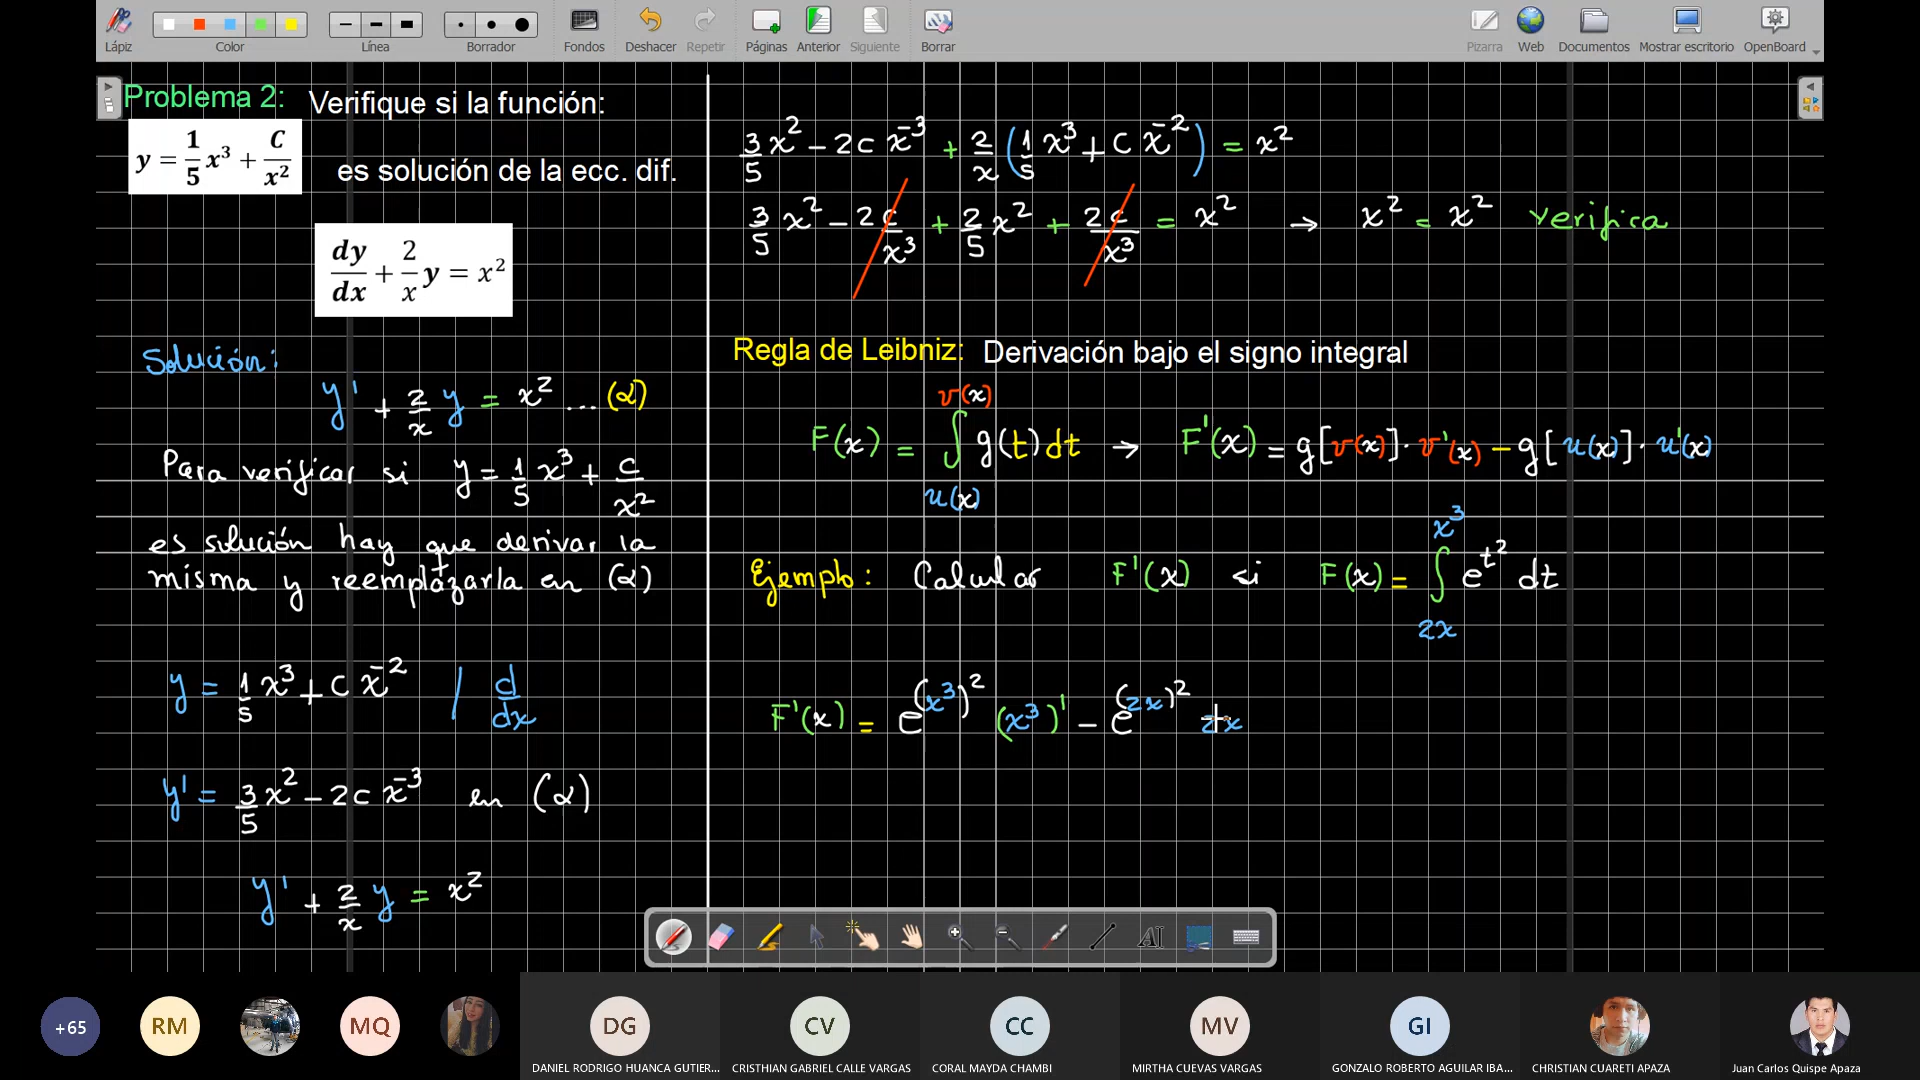 Lápiz Color Línea Borrador Fondos Deshacer Repetir Páginas Anterior Siguiente Borrar Pizarra Web Documentos Mostrar escritorio OpenBoard
Problema 2: Verifique si la función:
y = 1/5 x³ + C/x²
es solución de la ecc. dif.
dy/dx + 2/x y = x²
Solución:
y' + 2/x y = x² ... (α)
Para verificar si y = 1/5 x³ + c/x²
es solución hay que derivar la
misma y reemplazarla en (α)
y = 1/5 x³ + C x⁻² | d/dx
y' = 3/5 x² - 2c x⁻³ en (α)
y' + 2/x y = x²
3/5 x² - 2c x⁻³ + 2/x (1/5 x³ + C x⁻²) = x²
3/5 x² - 2c/x³ + 2/5 x² + 2c/x³ = x² → x² = x² verifica
Regla de Leibniz: Derivación bajo el signo integral
F(x) = ∫_{u(x)}^{v(x)} g(t) dt → F'(x) = g[v(x)]·v'(x) - g[u(x)]·u'(x)
Ejemplo: Calcular F'(x) si F(x) = ∫_{2x}^{x³} e^{t²} dt
F'(x) = e^{(x³)²} (x³)' - e^{(2x)²} 2x
AI
+65 RM MQ DG CV CC MV GI
DANIEL RODRIGO HUANCA GUTIER... CRISTHIAN GABRIEL CALLE VARGAS CORAL MAYDA CHAMBI MIRTHA CUEVAS VARGAS GONZALO ROBERTO AGUILAR IBA... CHRISTIAN CUARETI APAZA Juan Carlos Quispe Apaza